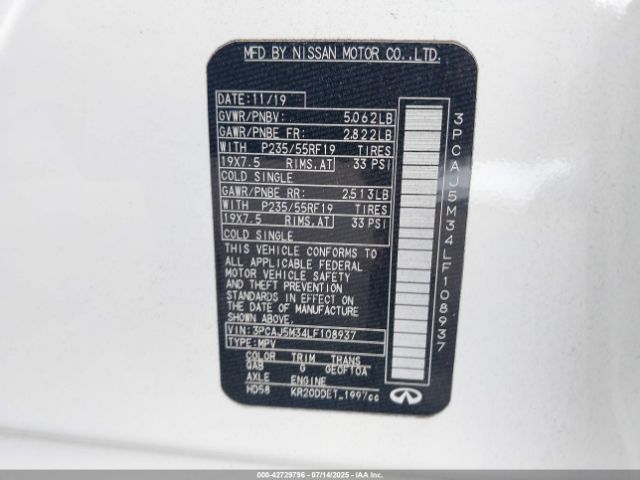 MFD BY NISSAN MOTOR CO.,LTD.
DATE:11/19
GVWR/PNBV: 5.062LB
GAWR/PNBE FR: 2.822LB
WITH P235/55RF19 TIRES
19X7.5 RIMS.AT 33 PSI
COLD SINGLE
GAWR/PNBE RR: 2.513LB
WITH P235/55RF19 TIRES
19X7.5 RIMS.AT 33 PSI
COLD SINGLE
THIS VEHICLE CONFORMS TO
ALL APPLICABLE FEDERAL
MOTOR VEHICLE SAFETY
AND THEFT PREVENTION
STANDARDS IN EFFECT ON
THE DATE OF MANUFACTURE
SHOWN ABOVE.
VIN:3PCAJ5M34LF108937
TYPE:MPV
COLOR TRIM TRANS
QAB G GEOF10A
AXLE ENGINE
HD58 KR20DDET_1997cc
3PCAJ5M34LF108937
000-42729796 - 07/14/2025 - IAAI.COM